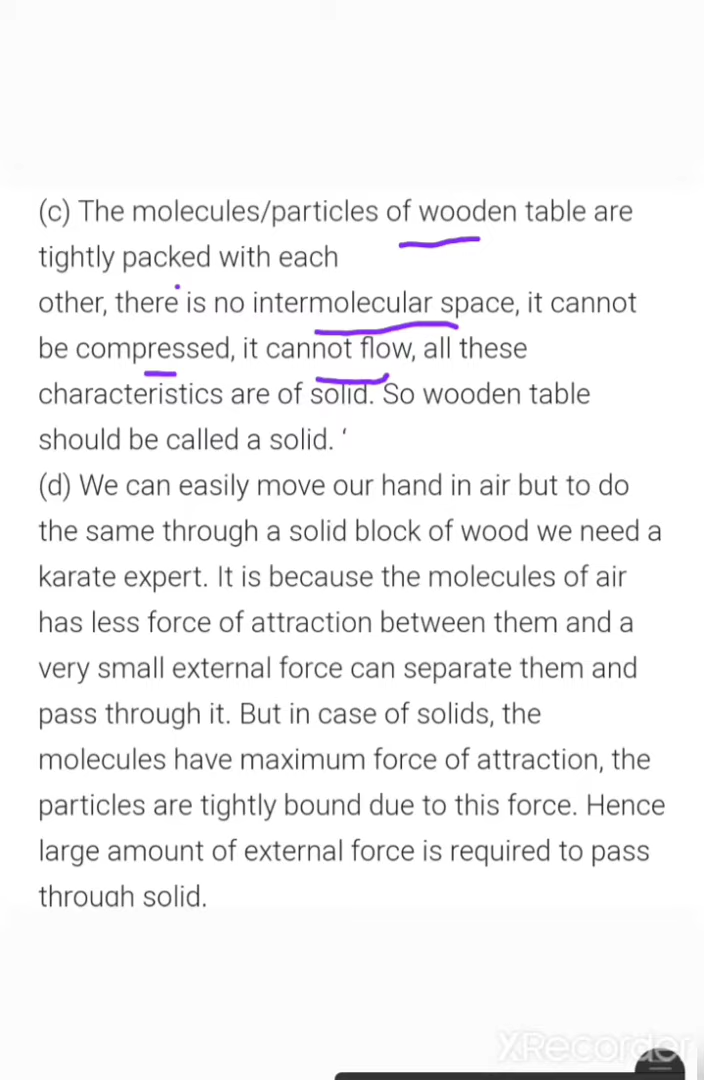 (c) The molecules/particles of wooden table are
tightly packed with each
other, there is no intermolecular space, it cannot
be compressed, it cannot flow, all these
characteristics are of solid. So wooden table
should be called a solid. ‘
(d) We can easily move our hand in air but to do
the same through a solid block of wood we need a
karate expert. It is because the molecules of air
has less force of attraction between them and a
very small external force can separate them and
pass through it. But in case of solids, the
molecules have maximum force of attraction, the
particles are tightly bound due to this force. Hence
large amount of external force is required to pass
through solid.
XRecorder